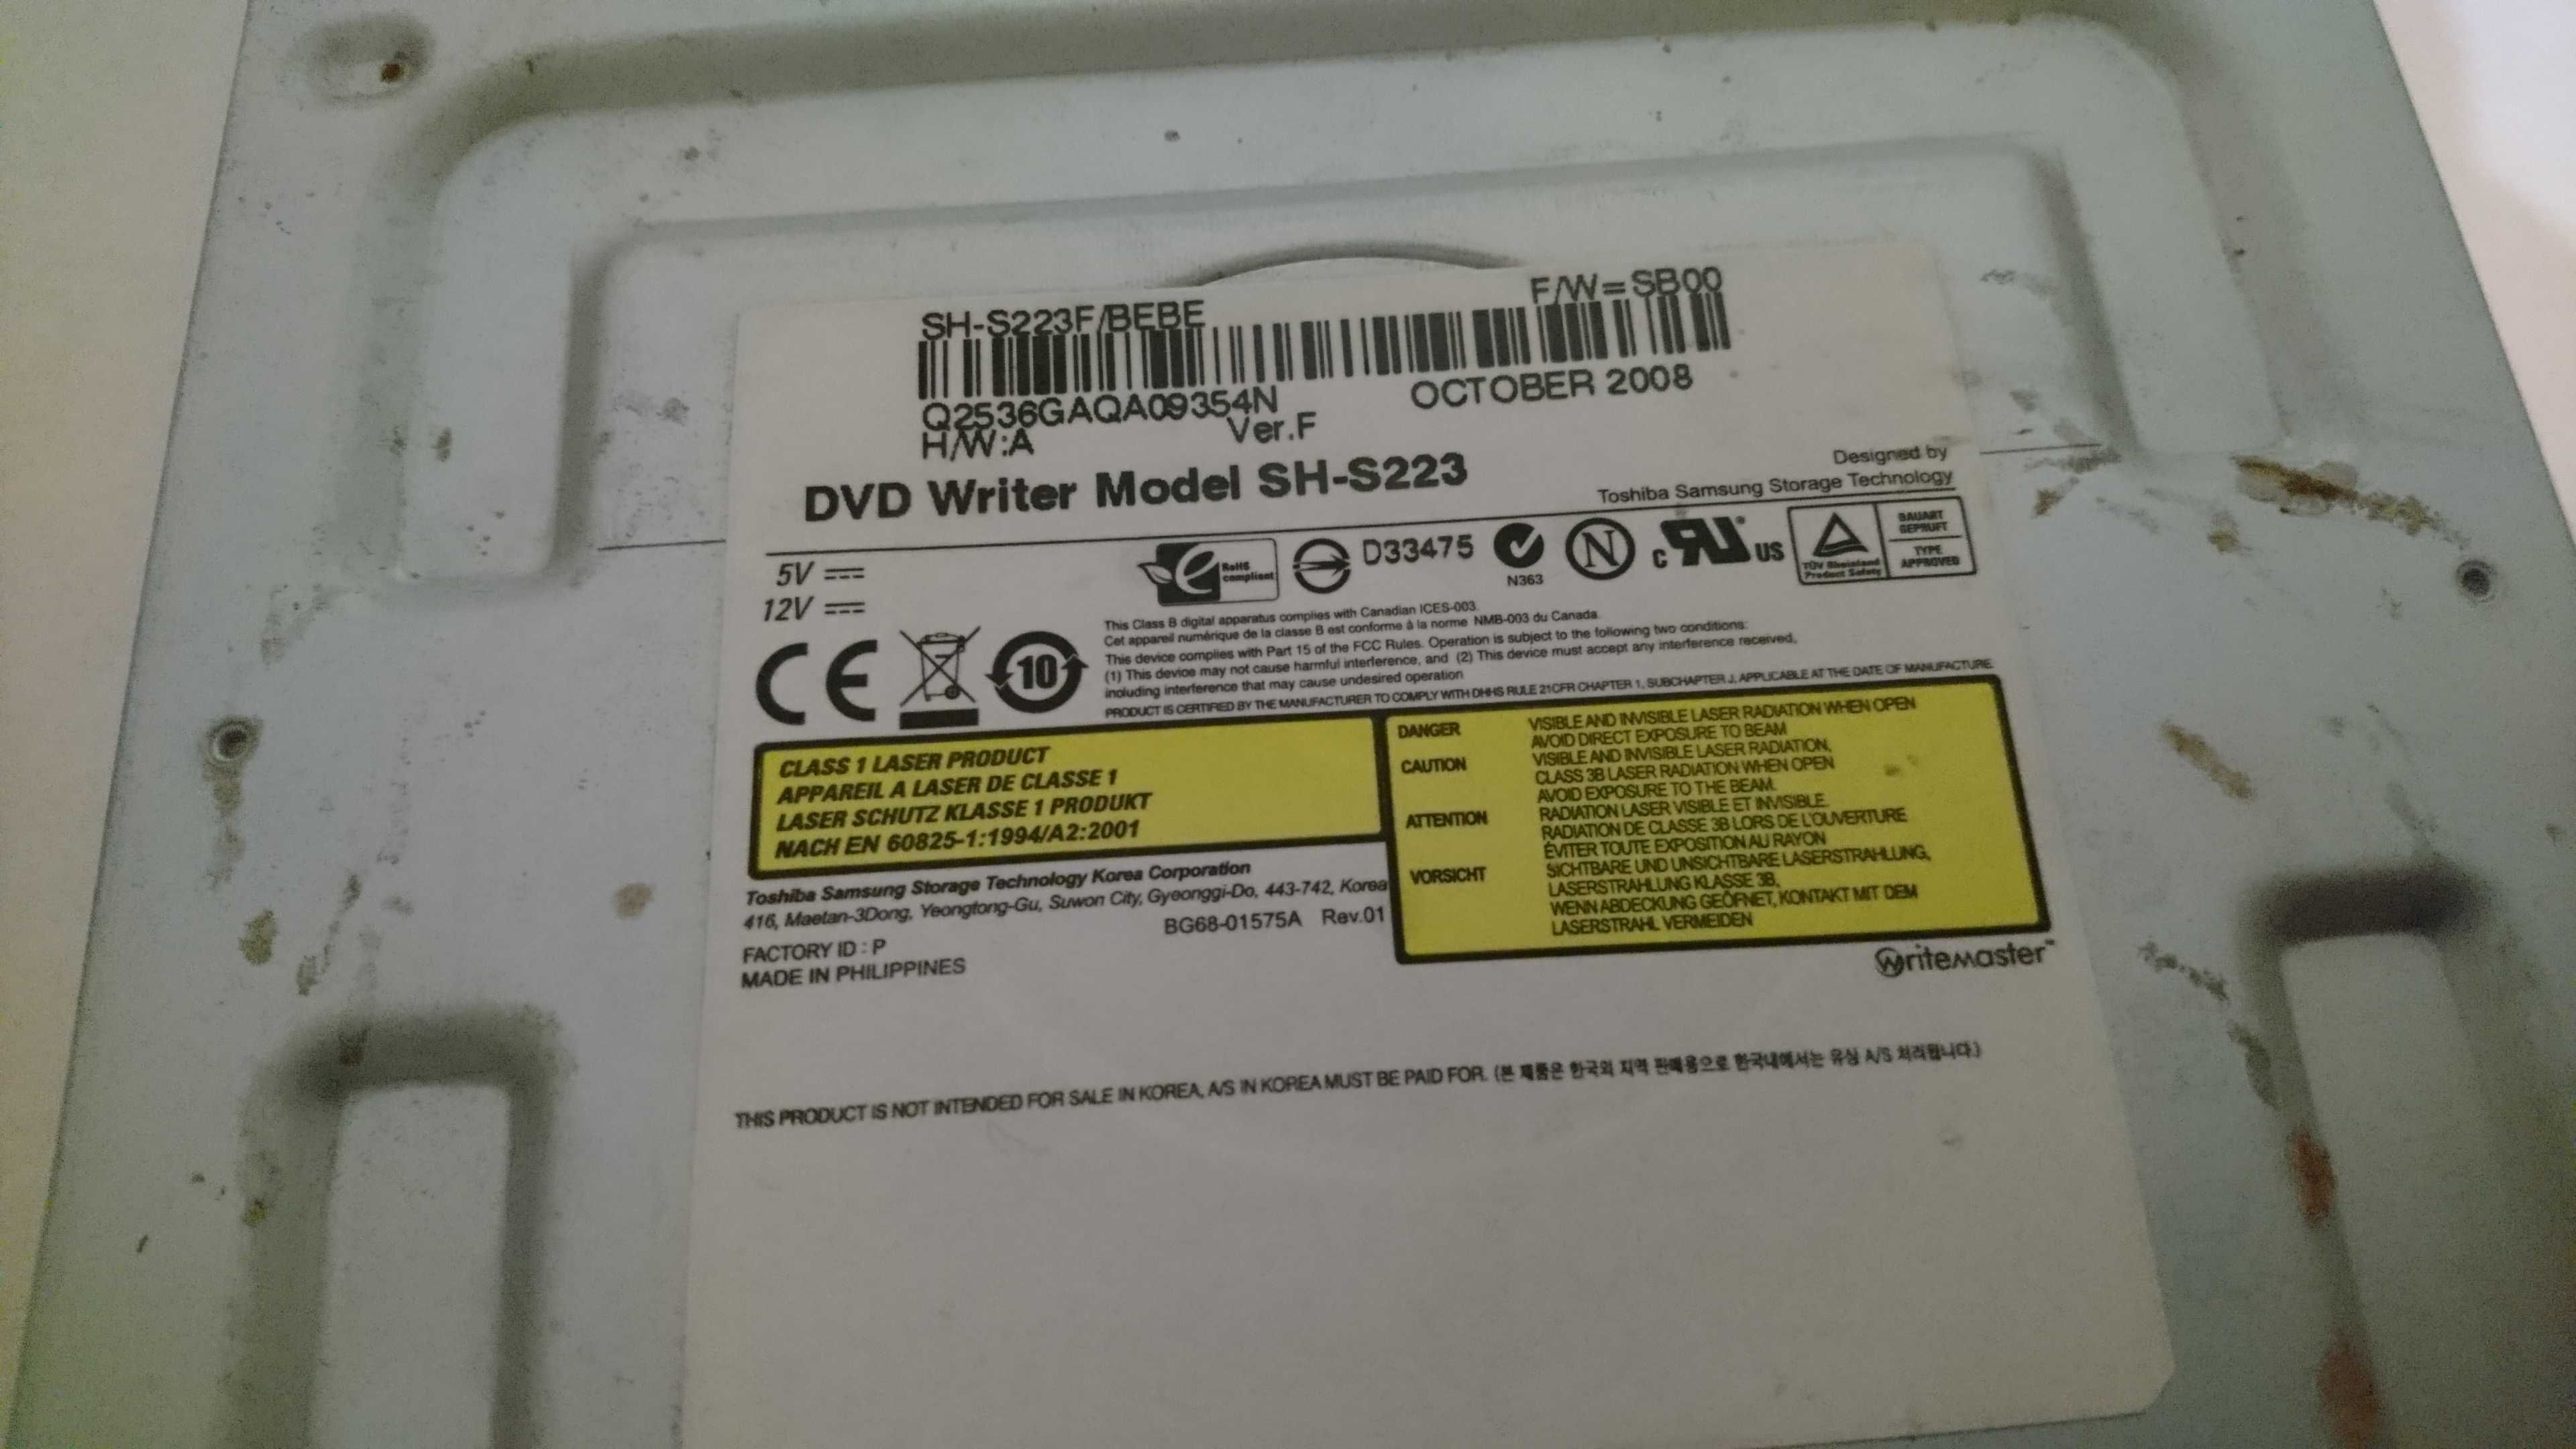 SH-S223F/BEBE F/W=SB00
Q2536GAQA09354N OCTOBER 2008
H/W:A Ver.F
DVD Writer Model SH-S223
Designed by
Toshiba Samsung Storage Technology
5V
12V
e RoHS compliant
D33475
N363
N
c RU US
TÜV Rheinland
Product Safety
BAUART
GEPRUFT
TYPE
APPROVED
CE
10
This Class B digital apparatus complies with Canadian ICES-003.
Cet appareil numérique de la classe B est conforme à la norme NMB-003 du Canada.
This device complies with Part 15 of the FCC Rules. Operation is subject to the following two conditions:
(1) This device may not cause harmful interference, and (2) This device must accept any interference received,
including interference that may cause undesired operation
PRODUCT IS CERTIFIED BY THE MANUFACTURER TO COMPLY WITH DHHS RULE 21CFR CHAPTER 1, SUBCHAPTER J, APPLICABLE AT THE DATE OF MANUFACTURE
CLASS 1 LASER PRODUCT
APPAREIL A LASER DE CLASSE 1
LASER SCHUTZ KLASSE 1 PRODUKT
NACH EN 60825-1:1994/A2:2001
DANGER VISIBLE AND INVISIBLE LASER RADIATION WHEN OPEN
AVOID DIRECT EXPOSURE TO BEAM
CAUTION VISIBLE AND INVISIBLE LASER RADIATION,
CLASS 3B LASER RADIATION WHEN OPEN
AVOID EXPOSURE TO THE BEAM.
ATTENTION RADIATION LASER VISIBLE ET INVISIBLE.
RADIATION DE CLASSE 3B LORS DE L'OUVERTURE
ÉVITER TOUTE EXPOSITION AU RAYON
VORSICHT SICHTBARE UND UNSICHTBARE LASERSTRAHLUNG,
LASERSTRAHLUNG KLASSE 3B,
WENN ABDECKUNG GEÖFNET, KONTAKT MIT DEM
LASERSTRAHL VERMEIDEN
Toshiba Samsung Storage Technology Korea Corporation
416, Maetan-3Dong, Yeongtong-Gu, Suwon City, Gyeonggi-Do, 443-742, Korea
BG68-01575A Rev.01
FACTORY ID : P
MADE IN PHILIPPINES
writemaster™
THIS PRODUCT IS NOT INTENDED FOR SALE IN KOREA, A/S IN KOREA MUST BE PAID FOR. (본 제품은 한국외 지역 판매용으로 한국내에서는 유상 A/S 처리됩니다.)